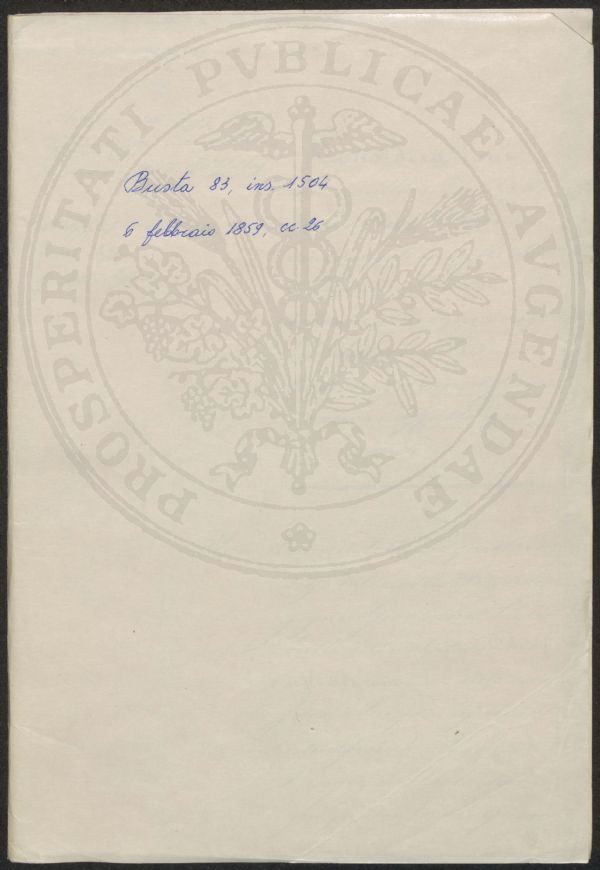 Busta 83, ins. 1504
6 febbraio 1859, cc. 26
PROSPERITATI PVBLICAE AVGENDAE